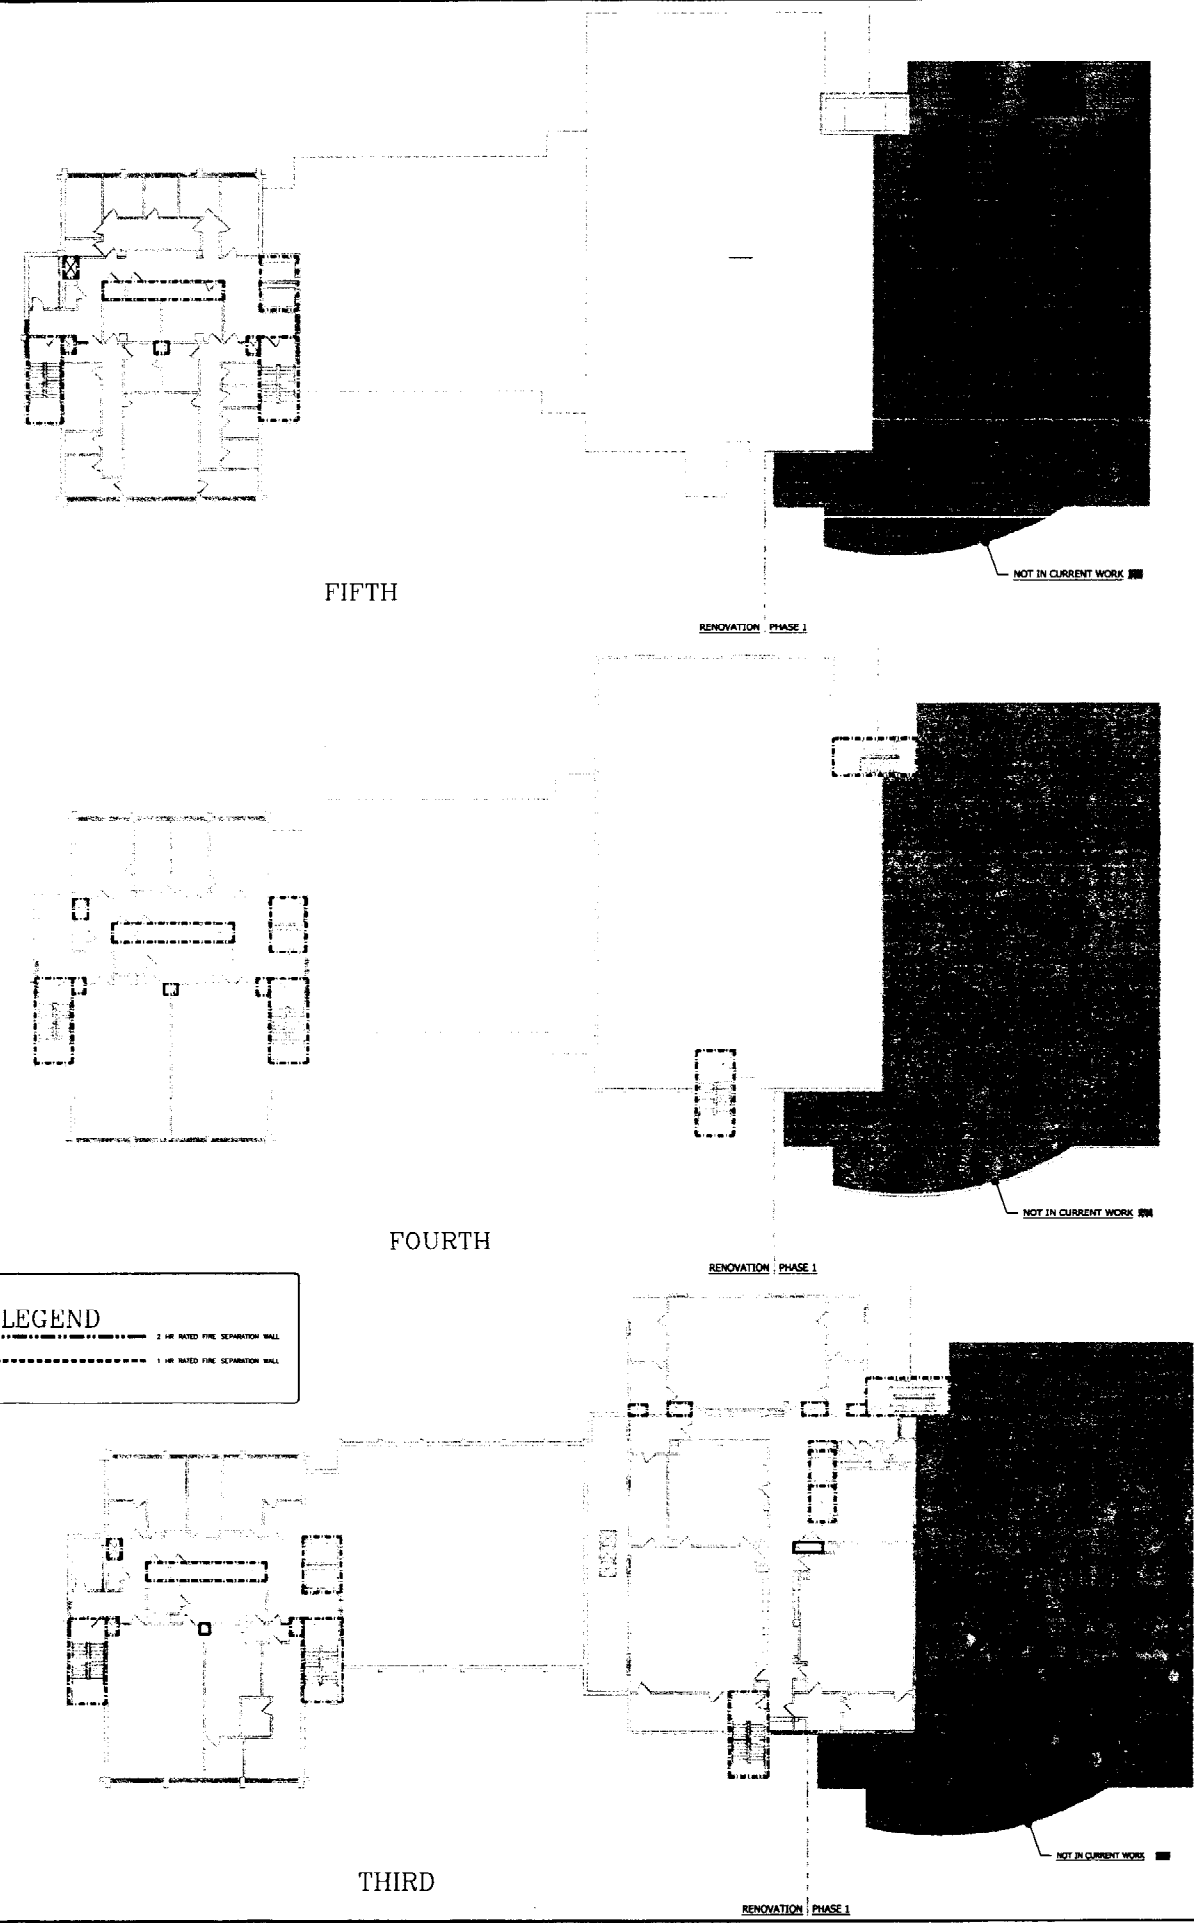 NOT IN CURRENT WORK
FIFTH
RENOVATION PHASE 1
NOT IN CURRENT WORK
FOURTH
RENOVATION PHASE 1
LEGEND
2 HR RATED FIRE SEPARATION WALL
1 HR RATED FIRE SEPARATION WALL
NOT IN CURRENT WORK
THIRD
RENOVATION PHASE 1